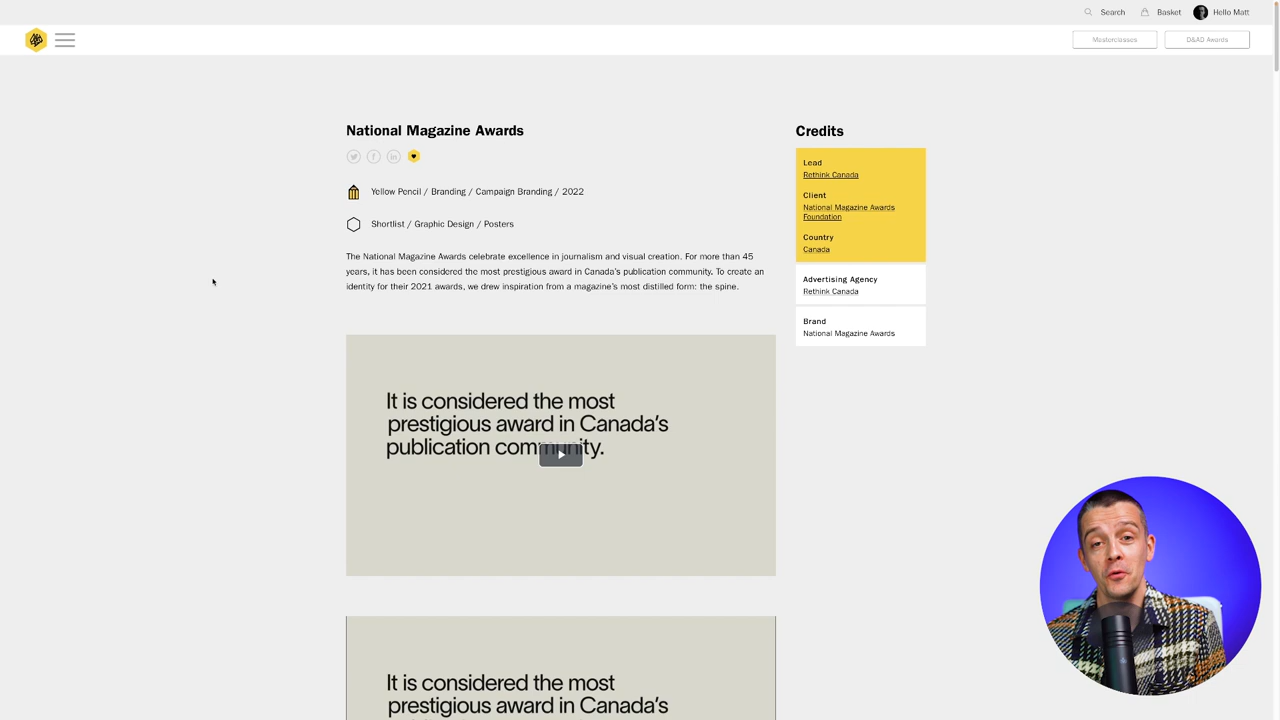 Search
Basket
Hello Matt
Masterclasses
D&AD Awards
National Magazine Awards
Yellow Pencil / Branding / Campaign Branding / 2022
Shortlist / Graphic Design / Posters
The National Magazine Awards celebrate excellence in journalism and visual creation. For more than 45
years, it has been considered the most prestigious award in Canada's publication community. To create an
identity for their 2021 awards, we drew inspiration from a magazine's most distilled form: the spine.
It is considered the most
prestigious award in Canada's
publication community.
It is considered the most
prestigious award in Canada's
Credits
Lead
Rethink Canada
Client
National Magazine Awards
Foundation
Country
Canada
Advertising Agency
Rethink Canada
Brand
National Magazine Awards